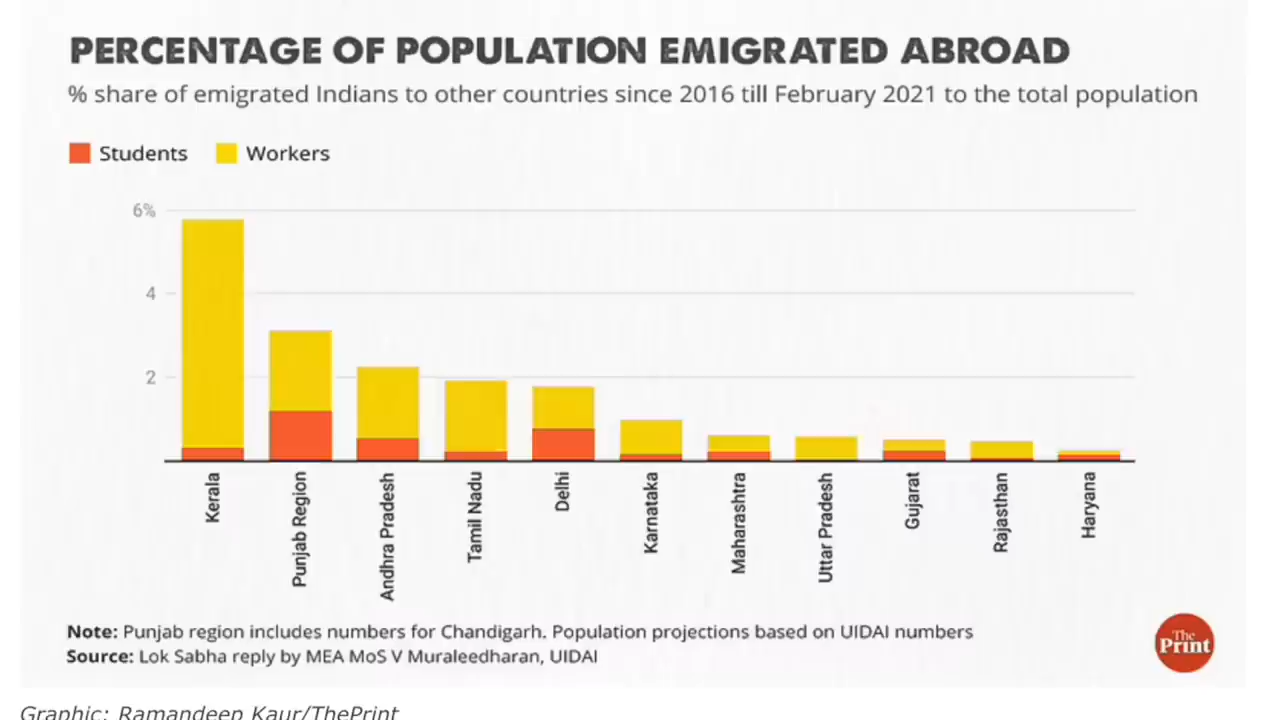 PERCENTAGE OF POPULATION EMIGRATED ABROAD
% share of emigrated Indians to other countries since 2016 till February 2021 to the total population
Students Workers
6%
4
2
Kerala
Punjab Region
Andhra Pradesh
Tamil Nadu
Delhi
Karnataka
Maharashtra
Uttar Pradesh
Gujarat
Rajasthan
Haryana
Note: Punjab region includes numbers for Chandigarh. Population projections based on UIDAI numbers
Source: Lok Sabha reply by MEA MoS V Muraleedharan, UIDAI
The
Print
Graphic: Ramandeep Kaur/ThePrint